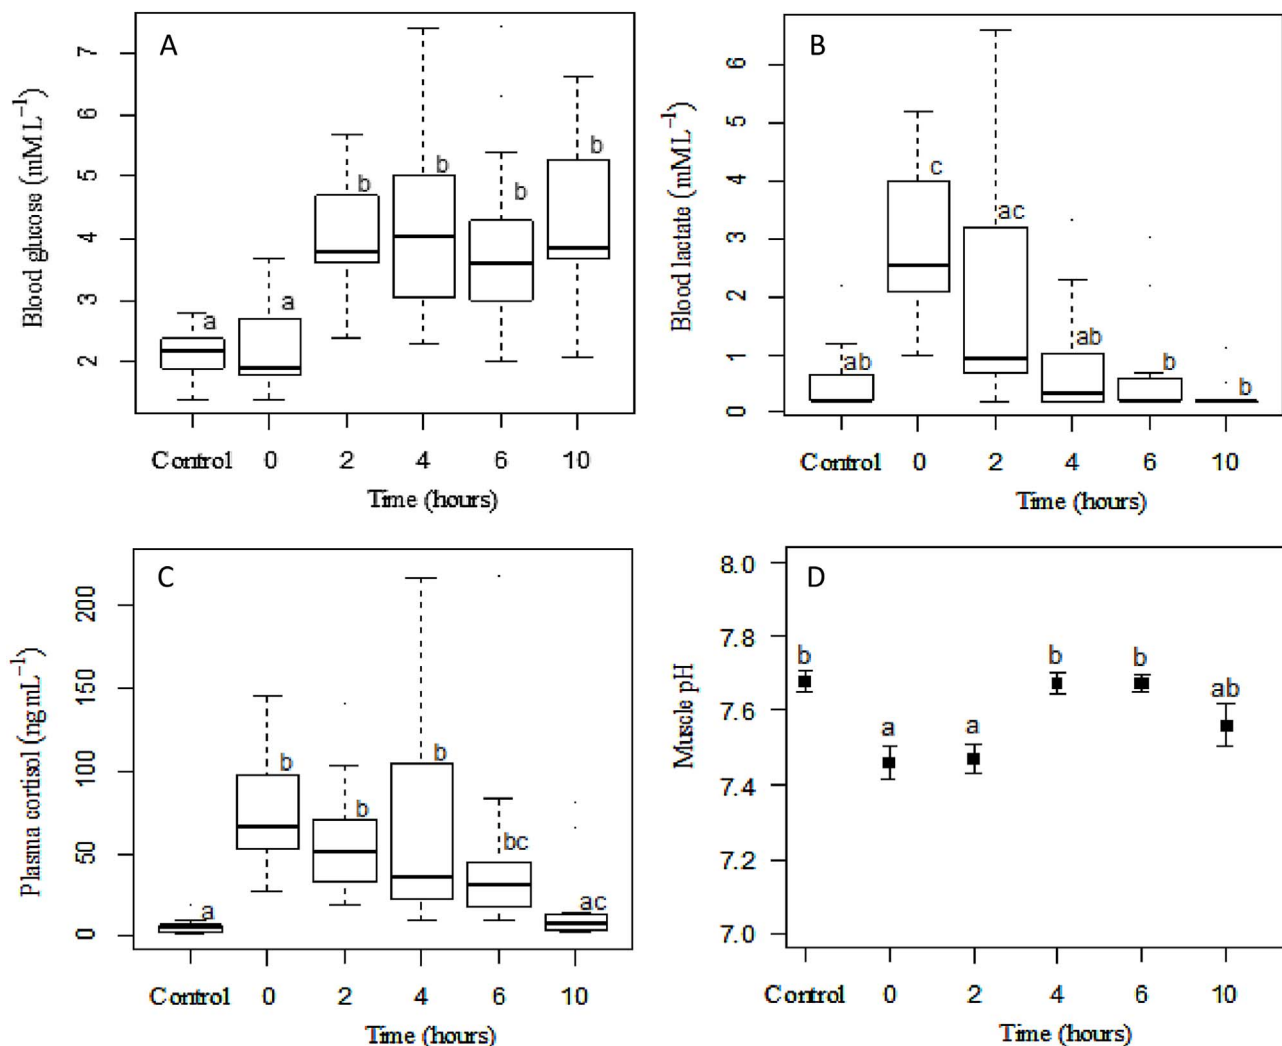 A
Blood glucose (mM L⁻¹)
7
6
5
4
3
2
a
a
b
b
b
b
Control 0 2 4 6 10
Time (hours)
B
Blood lactate (mM L⁻¹)
6
5
4
3
2
1
0
ab
c
ac
ab
b
b
Control 0 2 4 6 10
Time (hours)
C
Plasma cortisol (ng mL⁻¹)
200
150
100
50
0
a
b
b
b
bc
ac
Control 0 2 4 6 10
Time (hours)
D
Muscle pH
8.0
7.8
7.6
7.4
7.2
7.0
b
a
a
b
b
ab
Control 0 2 4 6 10
Time (hours)